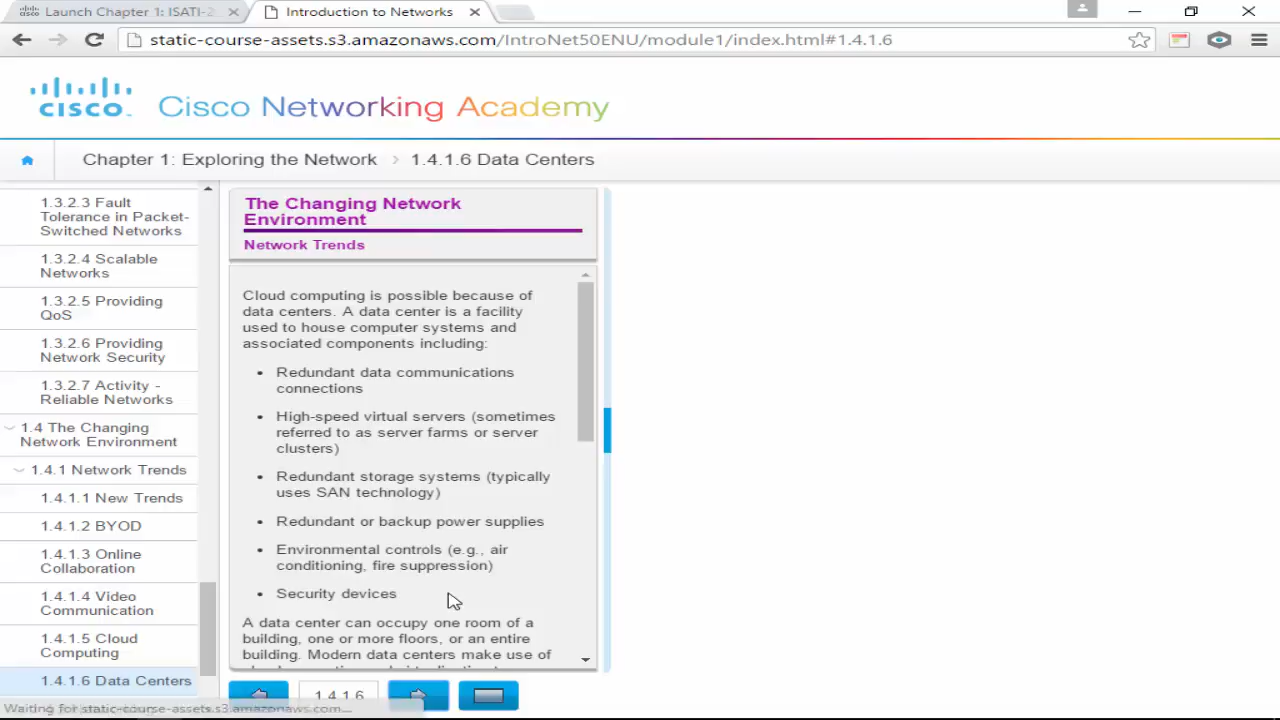 Launch Chapter 1: ISATI-2
Introduction to Networks
static-course-assets.s3.amazonaws.com/IntroNet50ENU/module1/index.html#1.4.1.6
CISCO
Cisco Networking Academy
Chapter 1: Exploring the Network
1.4.1.6 Data Centers
1.3.2.3 Fault
Tolerance in Packet-
Switched Networks
1.3.2.4 Scalable
Networks
1.3.2.5 Providing
QoS
1.3.2.6 Providing
Network Security
1.3.2.7 Activity -
Reliable Networks
1.4 The Changing
Network Environment
1.4.1 Network Trends
1.4.1.1 New Trends
1.4.1.2 BYOD
1.4.1.3 Online
Collaboration
1.4.1.4 Video
Communication
1.4.1.5 Cloud
Computing
1.4.1.6 Data Centers
The Changing Network
Environment
Network Trends
Cloud computing is possible because of
data centers. A data center is a facility
used to house computer systems and
associated components including:
Redundant data communications
connections
High-speed virtual servers (sometimes
referred to as server farms or server
clusters)
Redundant storage systems (typically
uses SAN technology)
Redundant or backup power supplies
Environmental controls (e.g., air
conditioning, fire suppression)
Security devices
A data center can occupy one room of a
building, one or more floors, or an entire
building. Modern data centers make use of
1.4.1.6
Waiting for static-course-assets.s3.amazonaws.com...